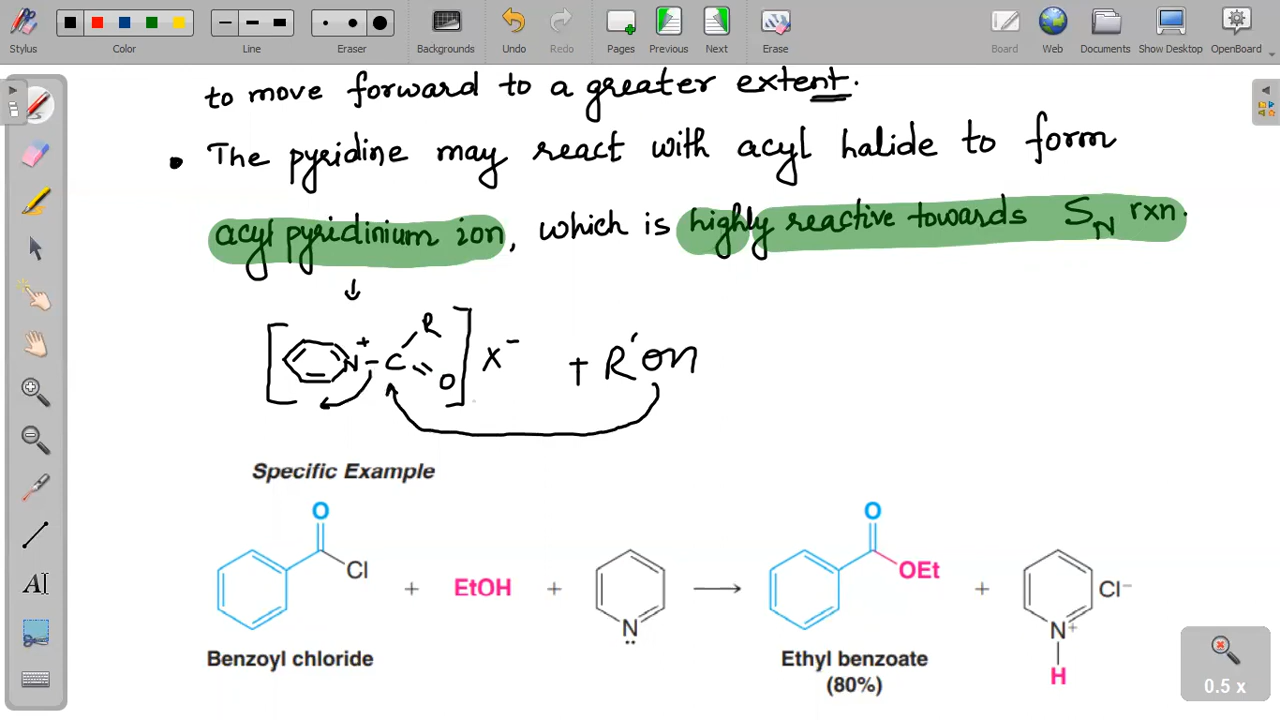 Stylus Color Line Eraser Backgrounds Undo Redo Pages Previous Next Erase Board Web Documents Show Desktop OpenBoard
to move forward to a greater extent.
• The pyridine may react with acyl halide to form
acyl pyridinium ion, which is highly reactive towards SN rxn.
↓
[N+ - C R O] X- + R'OH
Specific Example
O O
Cl + EtOH + N → OEt + Cl−
N N+
Benzoyl chloride Ethyl benzoate H
(80%)
0.5 x